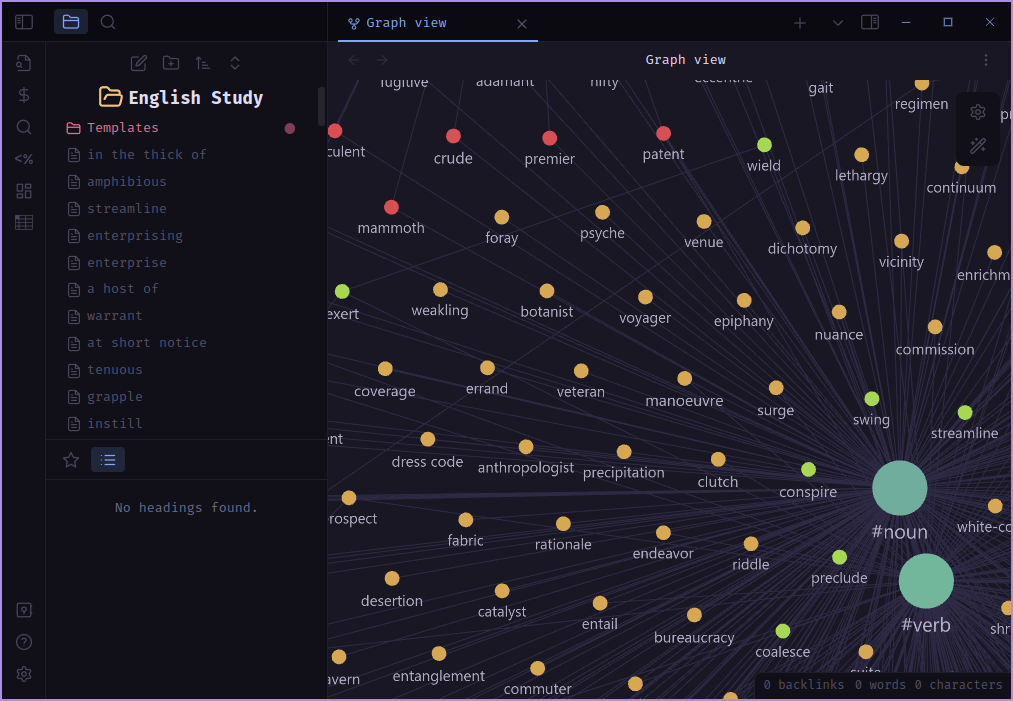 Graph view
Graph view
English Study
Templates
in the thick of
amphibious
streamline
enterprising
enterprise
a host of
warrant
at short notice
tenuous
grapple
instill
No headings found.
fugitive
adamant
nifty
eccentric
gait
regimen
culent
crude
premier
patent
wield
lethargy
continuum
mammoth
foray
psyche
venue
dichotomy
vicinity
enrichm
exert
weakling
botanist
voyager
epiphany
nuance
commission
coverage
errand
veteran
manoeuvre
surge
swing
streamline
ent
dress code
anthropologist
precipitation
clutch
conspire
#noun
rospect
fabric
rationale
endeavor
riddle
preclude
white-co
desertion
catalyst
entail
bureaucracy
coalesce
#verb
shr
avern
entanglement
commuter
suite
0 backlinks 0 words 0 characters